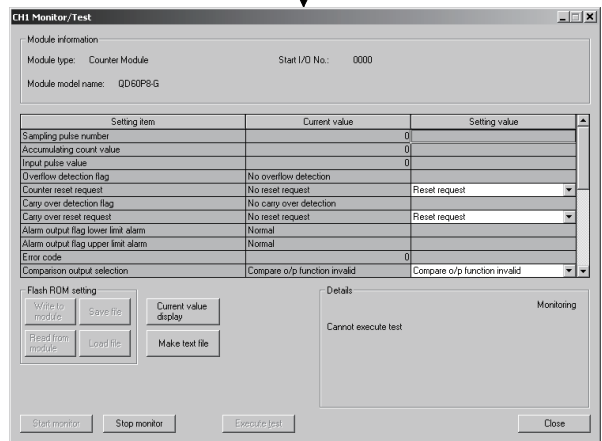 CH1 Monitor/Test
Module information
Module type: Counter Module Start I/O No.: 0000
Module model name: QD60P8-G
Setting item Current value Setting value
Sampling pulse number 0
Accumulating count value 0
Input pulse value 0
Overflow detection flag No overflow detection
Counter reset request No reset request Reset request
Carry over detection flag No carry over detection
Carry over reset request No reset request Reset request
Alarm output flag lower limit alarm Normal
Alarm output flag upper limit alarm Normal
Error code 0
Comparison output selection Compare o/p function invalid Compare o/p function invalid
Flash ROM setting
Write to module Save file Current value display
Read from module Load file Make text file
Details
Monitoring
Cannot execute test
Start monitor Stop monitor Execute test Close